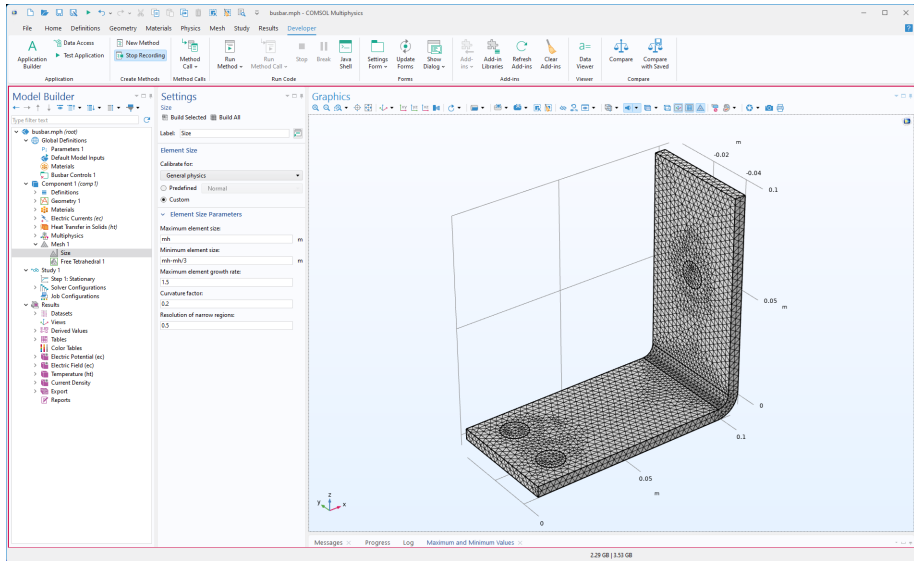 busbar.mph - COMSOL Multiphysics
File Home Definitions Geometry Materials Physics Mesh Study Results Developer
Application Builder
Data Access
Test Application
Application
New Method
Stop Recording
Create Methods
Method Call
Method Calls
Run Method
Run Method Call
Stop
Break
Java Shell
Run Code
Settings Form
Update Forms
Show Dialog
Forms
Add-ins
Add-in Libraries
Refresh Add-ins
Clear Add-ins
Add-ins
Data Viewer
Viewer
Compare
Compare with Saved
Compare
Model Builder
Type filter text
busbar.mph (root)
Global Definitions
Pi Parameters 1
Default Model Inputs
Materials
Busbar Controls 1
Component 1 (comp1)
Definitions
Geometry 1
Materials
Electric Currents (ec)
Heat Transfer in Solids (ht)
Multiphysics
Mesh 1
Size
Free Tetrahedral 1
Study 1
Step 1: Stationary
Solver Configurations
Job Configurations
Results
Datasets
Views
Derived Values
Tables
Color Tables
Electric Potential (ec)
Electric Field (ec)
Temperature (ht)
Current Density
Export
Reports
Settings
Size
Build Selected Build All
Label: Size
Element Size
Calibrate for:
General physics
Predefined Normal
Custom
Element Size Parameters
Maximum element size:
mh m
Minimum element size:
mh-mh/3 m
Maximum element growth rate:
1.5
Curvature factor:
0.2
Resolution of narrow regions:
0.5
Graphics
m
-0.02
-0.04
0.1
0.05
m
0
0.1
0.05
m
0
z
y
x
Messages Progress Log Maximum and Minimum Values
2.29 GB | 3.53 GB